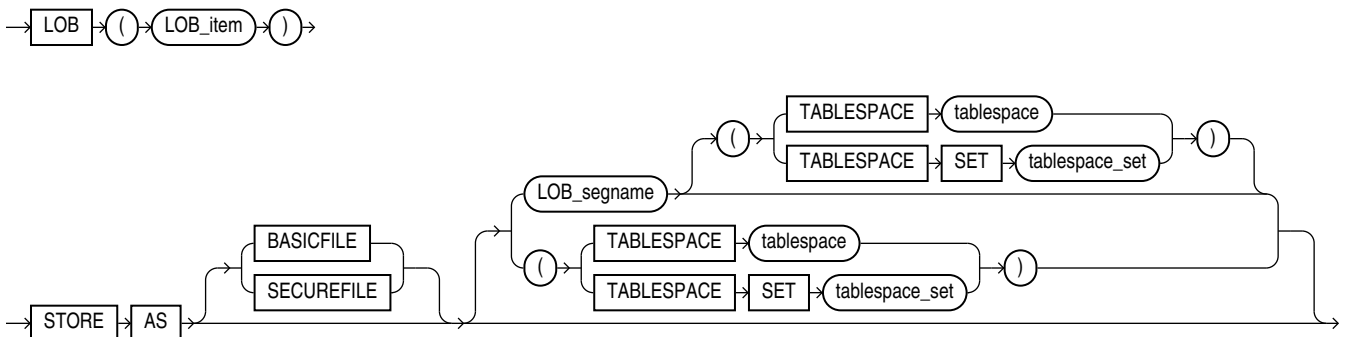 LOB ( LOB_item )
( TABLESPACE tablespace )
TABLESPACE SET tablespace_set
LOB_segname
BASICFILE ( TABLESPACE tablespace )
SECUREFILE TABLESPACE SET tablespace_set
STORE AS